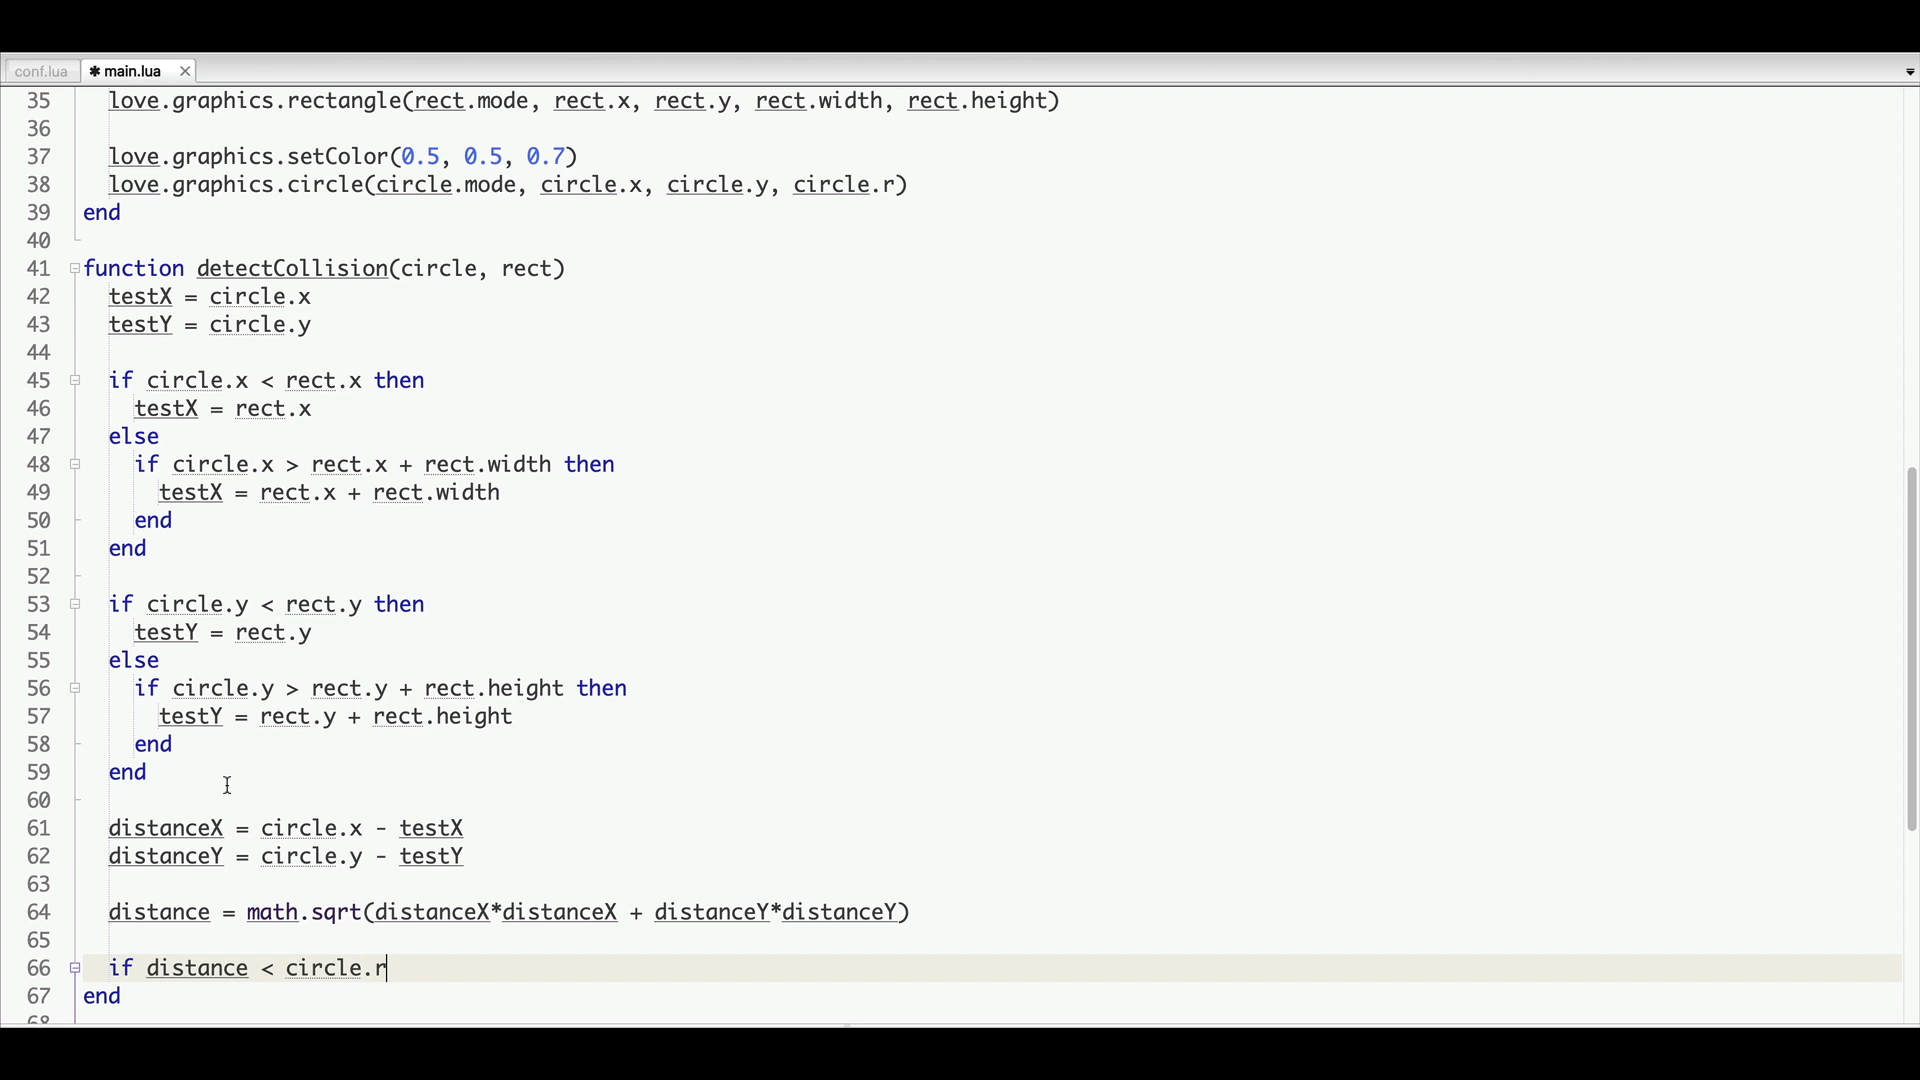 conf.lua ✱ main.lua
35 love.graphics.rectangle(rect.mode, rect.x, rect.y, rect.width, rect.height)
36
37 love.graphics.setColor(0.5, 0.5, 0.7)
38 love.graphics.circle(circle.mode, circle.x, circle.y, circle.r)
39 end
40
41 function detectCollision(circle, rect)
42 testX = circle.x
43 testY = circle.y
44
45 if circle.x < rect.x then
46 testX = rect.x
47 else
48 if circle.x > rect.x + rect.width then
49 testX = rect.x + rect.width
50 end
51 end
52
53 if circle.y < rect.y then
54 testY = rect.y
55 else
56 if circle.y > rect.y + rect.height then
57 testY = rect.y + rect.height
58 end
59 end
60
61 distanceX = circle.x - testX
62 distanceY = circle.y - testY
63
64 distance = math.sqrt(distanceX*distanceX + distanceY*distanceY)
65
66 if distance < circle.r
67 end
68